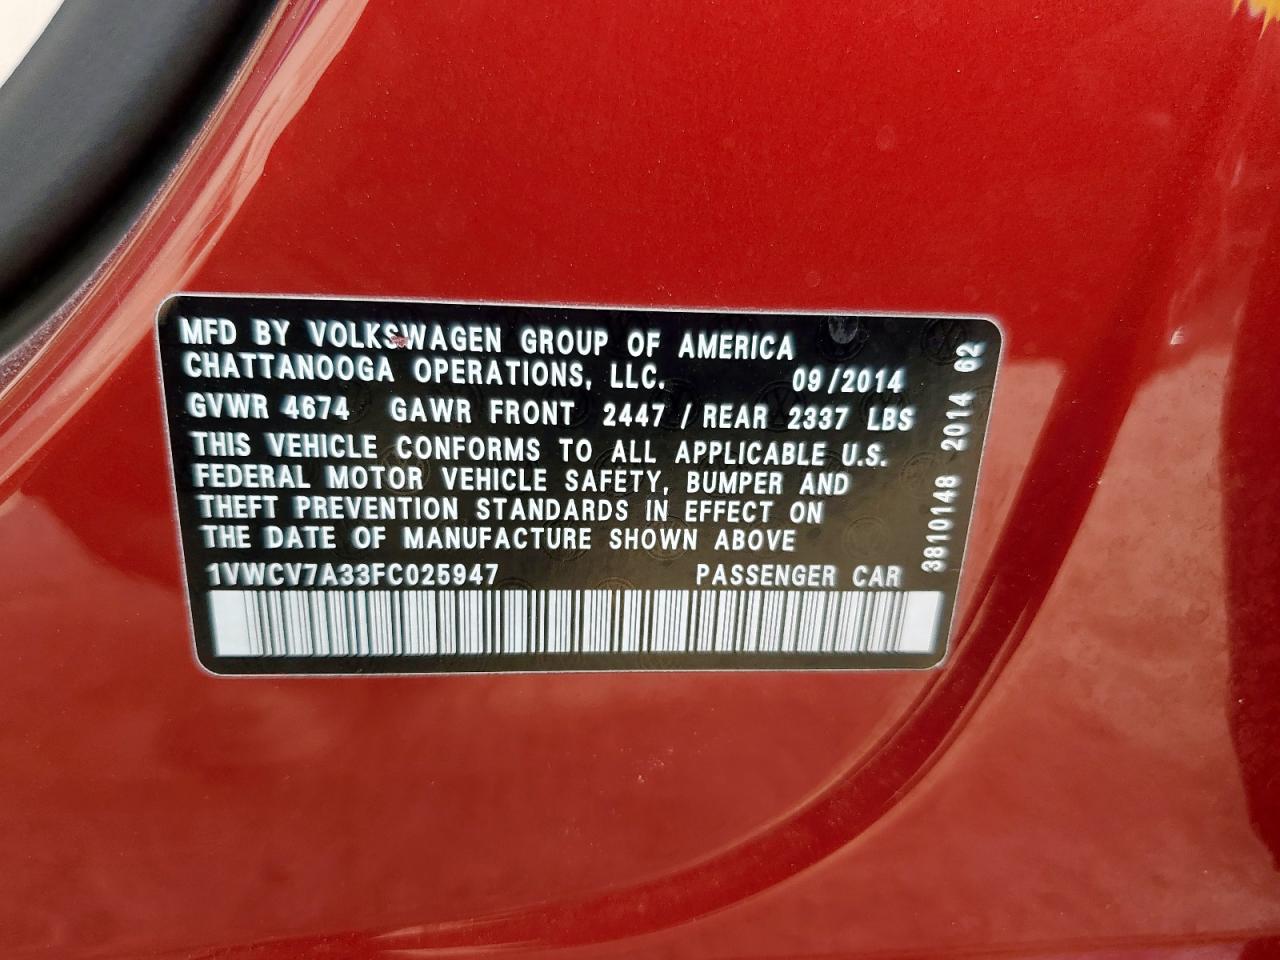 MFD BY VOLKSWAGEN GROUP OF AMERICA
CHATTANOOGA OPERATIONS, LLC. 09/2014
GVWR 4674 GAWR FRONT 2447 / REAR 2337 LBS
THIS VEHICLE CONFORMS TO ALL APPLICABLE U.S.
FEDERAL MOTOR VEHICLE SAFETY, BUMPER AND
THEFT PREVENTION STANDARDS IN EFFECT ON
THE DATE OF MANUFACTURE SHOWN ABOVE
1VWCV7A33FC025947 PASSENGER CAR
3810148 2014 62